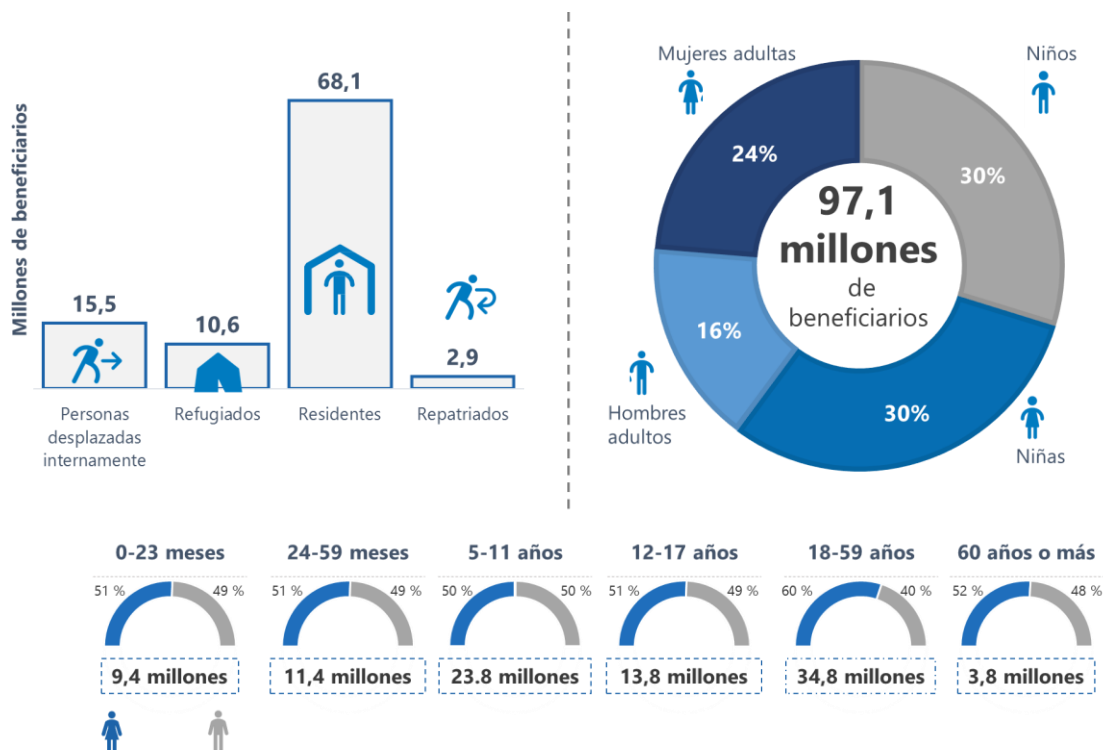 Millones de beneficiarios
68,1
15,5
10,6
2,9
Personas
desplazadas
internamente
Refugiados
Residentes
Repatriados
Mujeres adultas
Niños
24%
30%
97,1
millones
de
beneficiarios
16%
30%
Hombres
adultos
Niñas
0-23 meses
24-59 meses
5-11 años
12-17 años
18-59 años
60 años o más
51 %
49 %
51 %
49 %
50 %
50 %
51 %
49 %
60 %
40 %
52 %
48 %
9,4 millones
11,4 millones
23.8 millones
13,8 millones
34,8 millones
3,8 millones